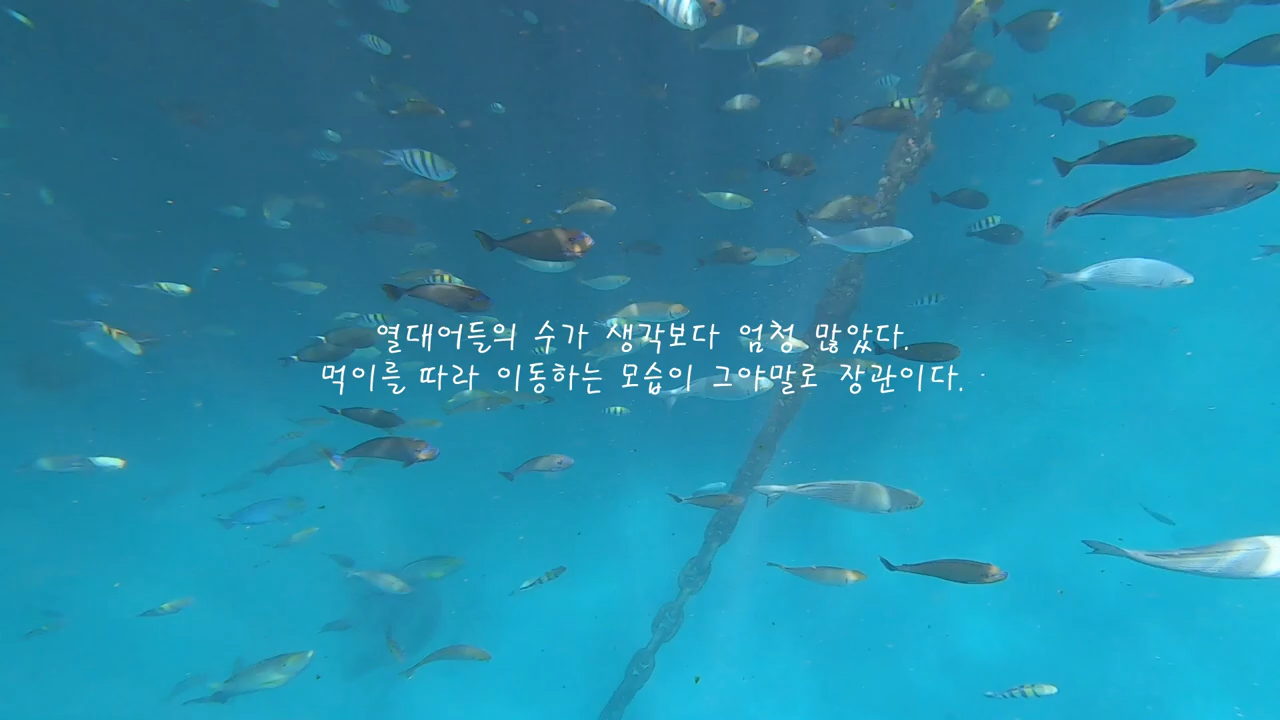 열대어들의 수가 생각보다 엄청 많았다.
먹이를 따라 이동하는 모습이 그야말로 장관이다.